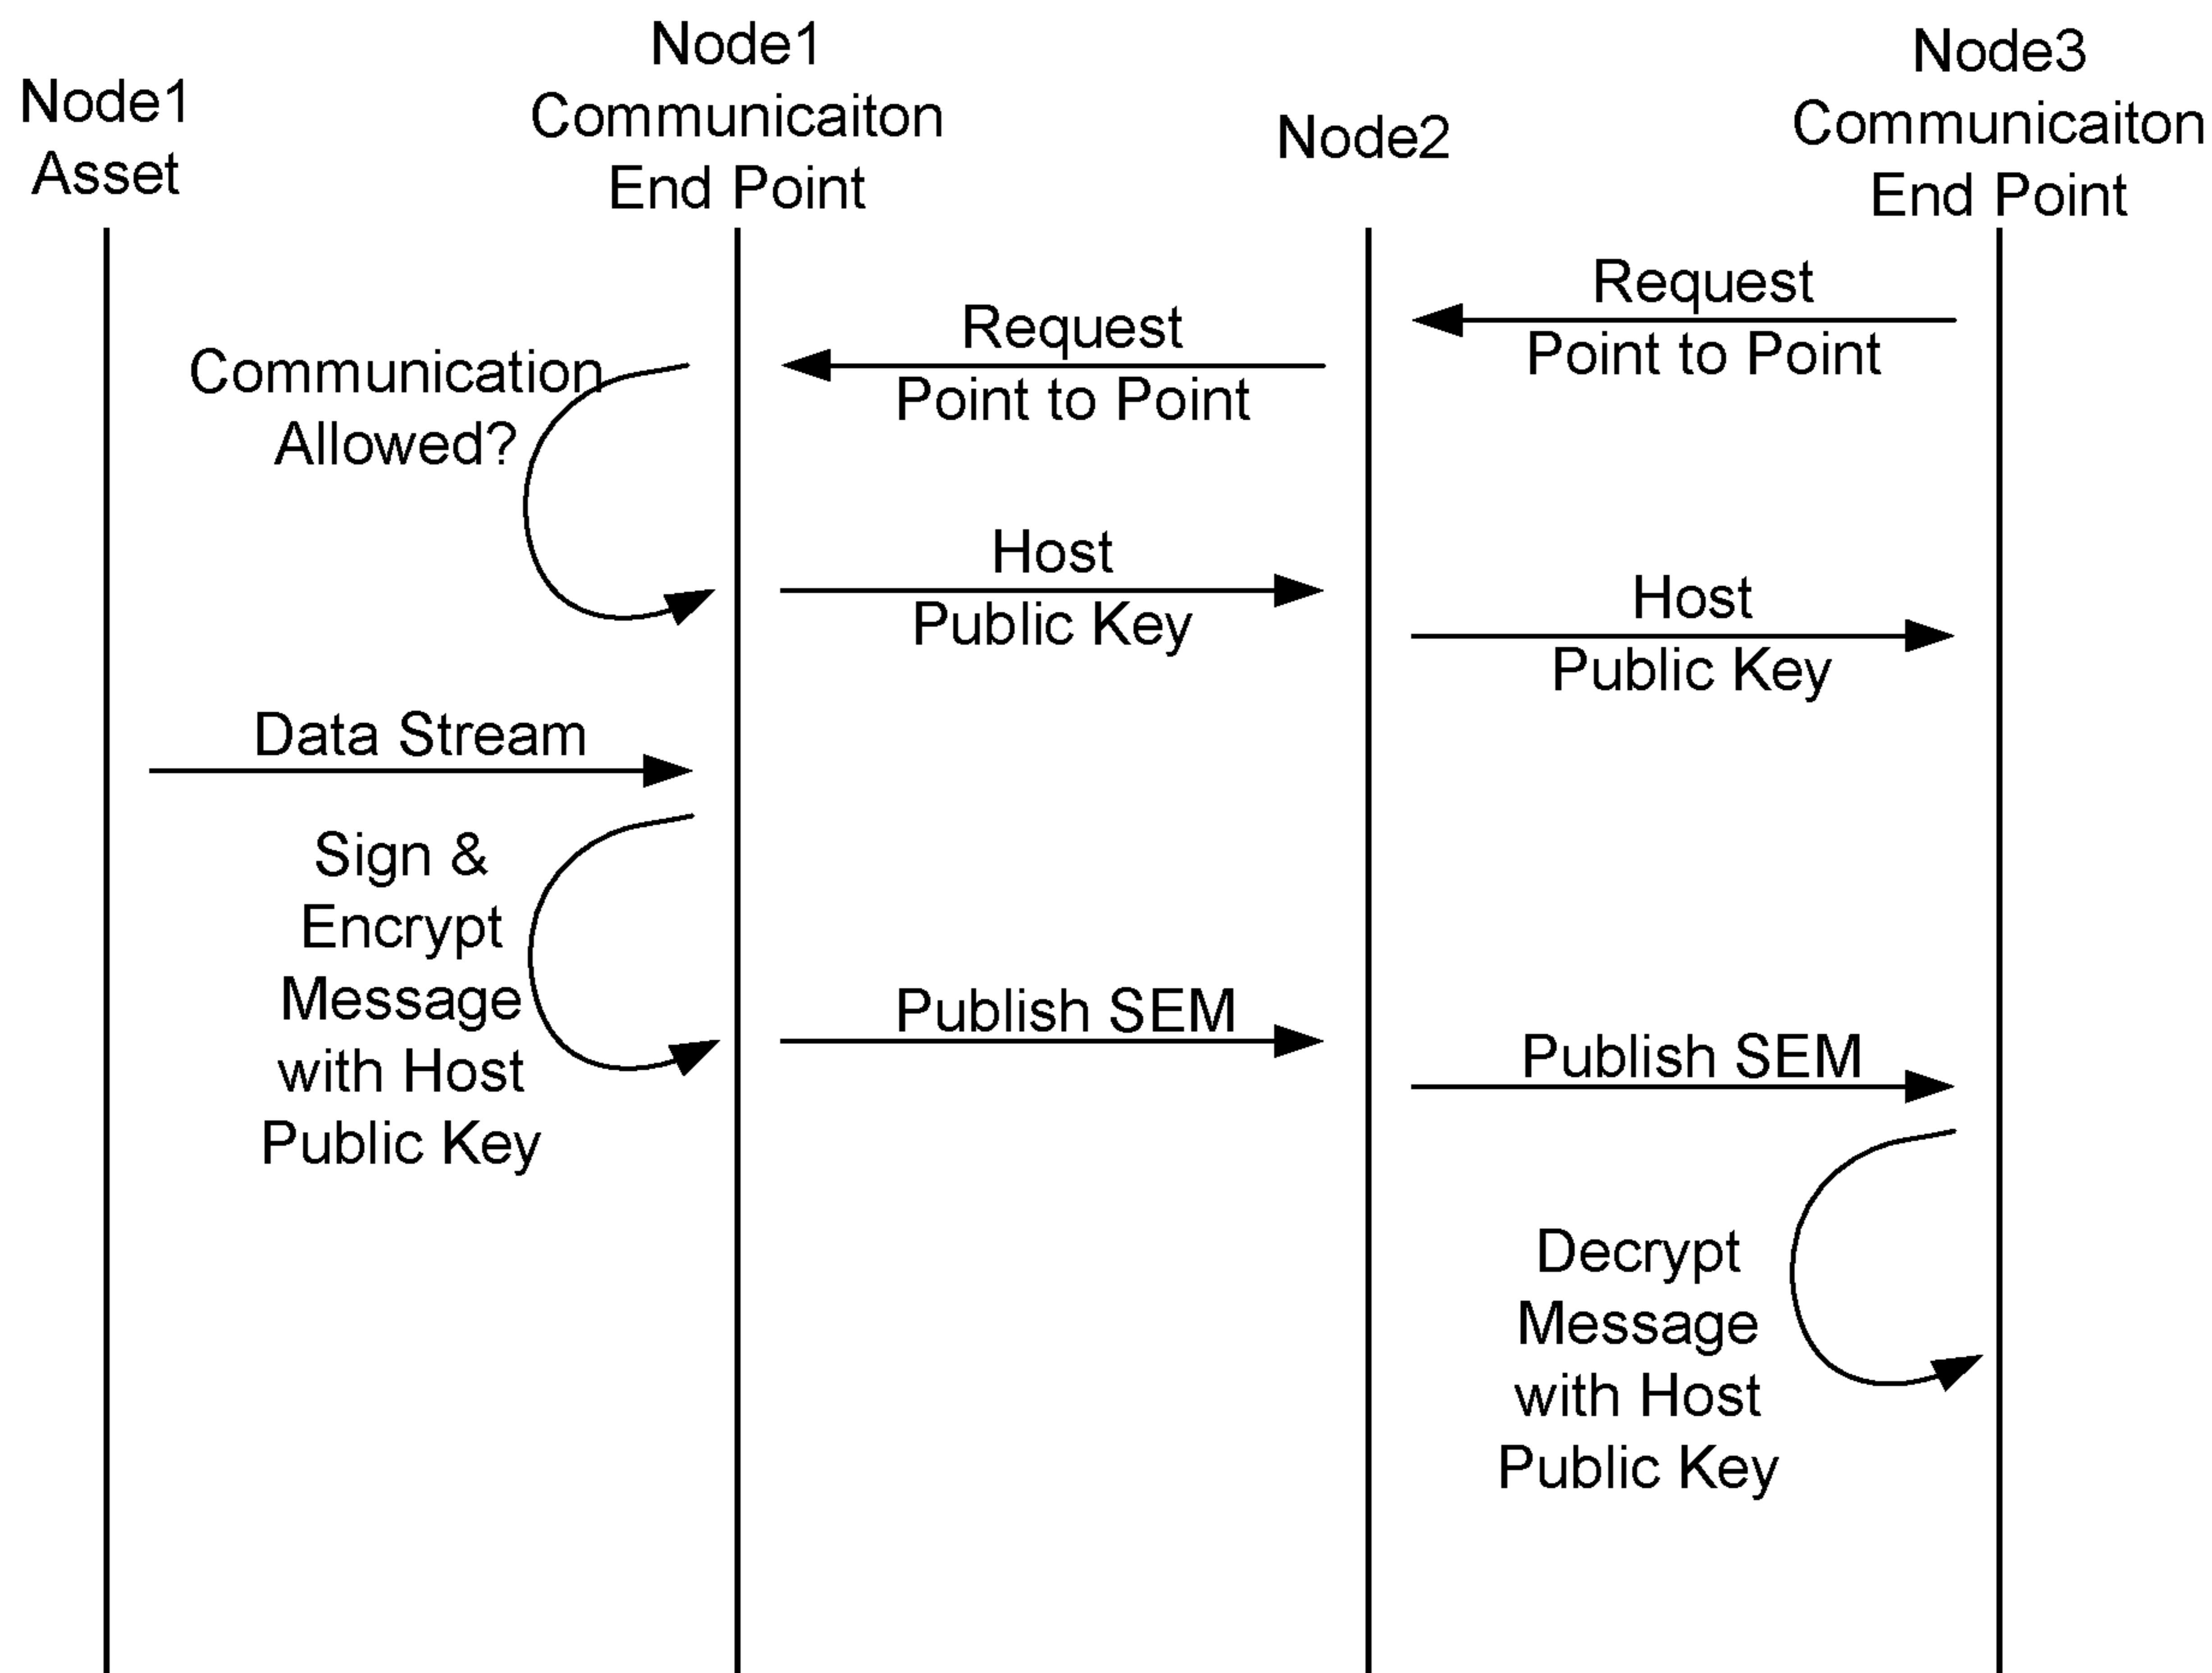 Node1
Asset
Node1
Communicaiton
End Point
Node2
Node3
Communicaiton
End Point
Request
Point to Point
Request
Point to Point
Communication
Allowed?
Host
Public Key
Host
Public Key
Data Stream
Sign &
Encrypt
Message
with Host
Public Key
Publish SEM
Publish SEM
Decrypt
Message
with Host
Public Key